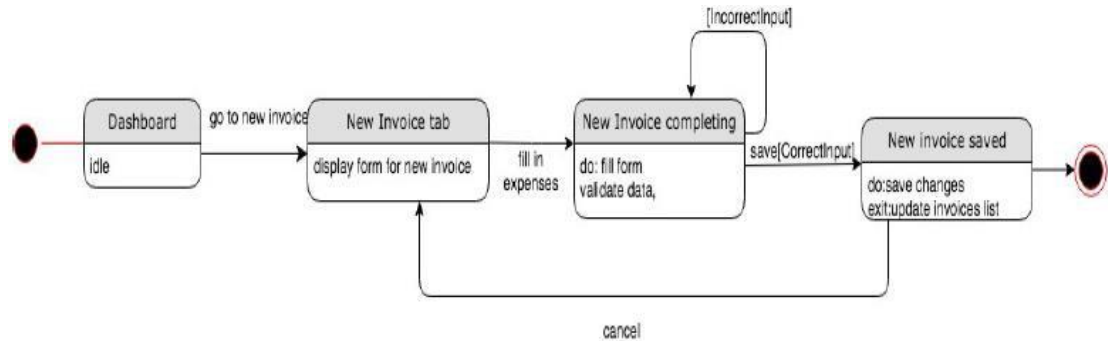 [IncorrectInput]
Dashboard
idle
go to new invoice
New Invoice tab
display form for new invoice
fill in
expenses
New Invoice completing
do: fill form
validate data,
save[CorrectInput]
New invoice saved
do:save changes
exit:update invoices list
cancel